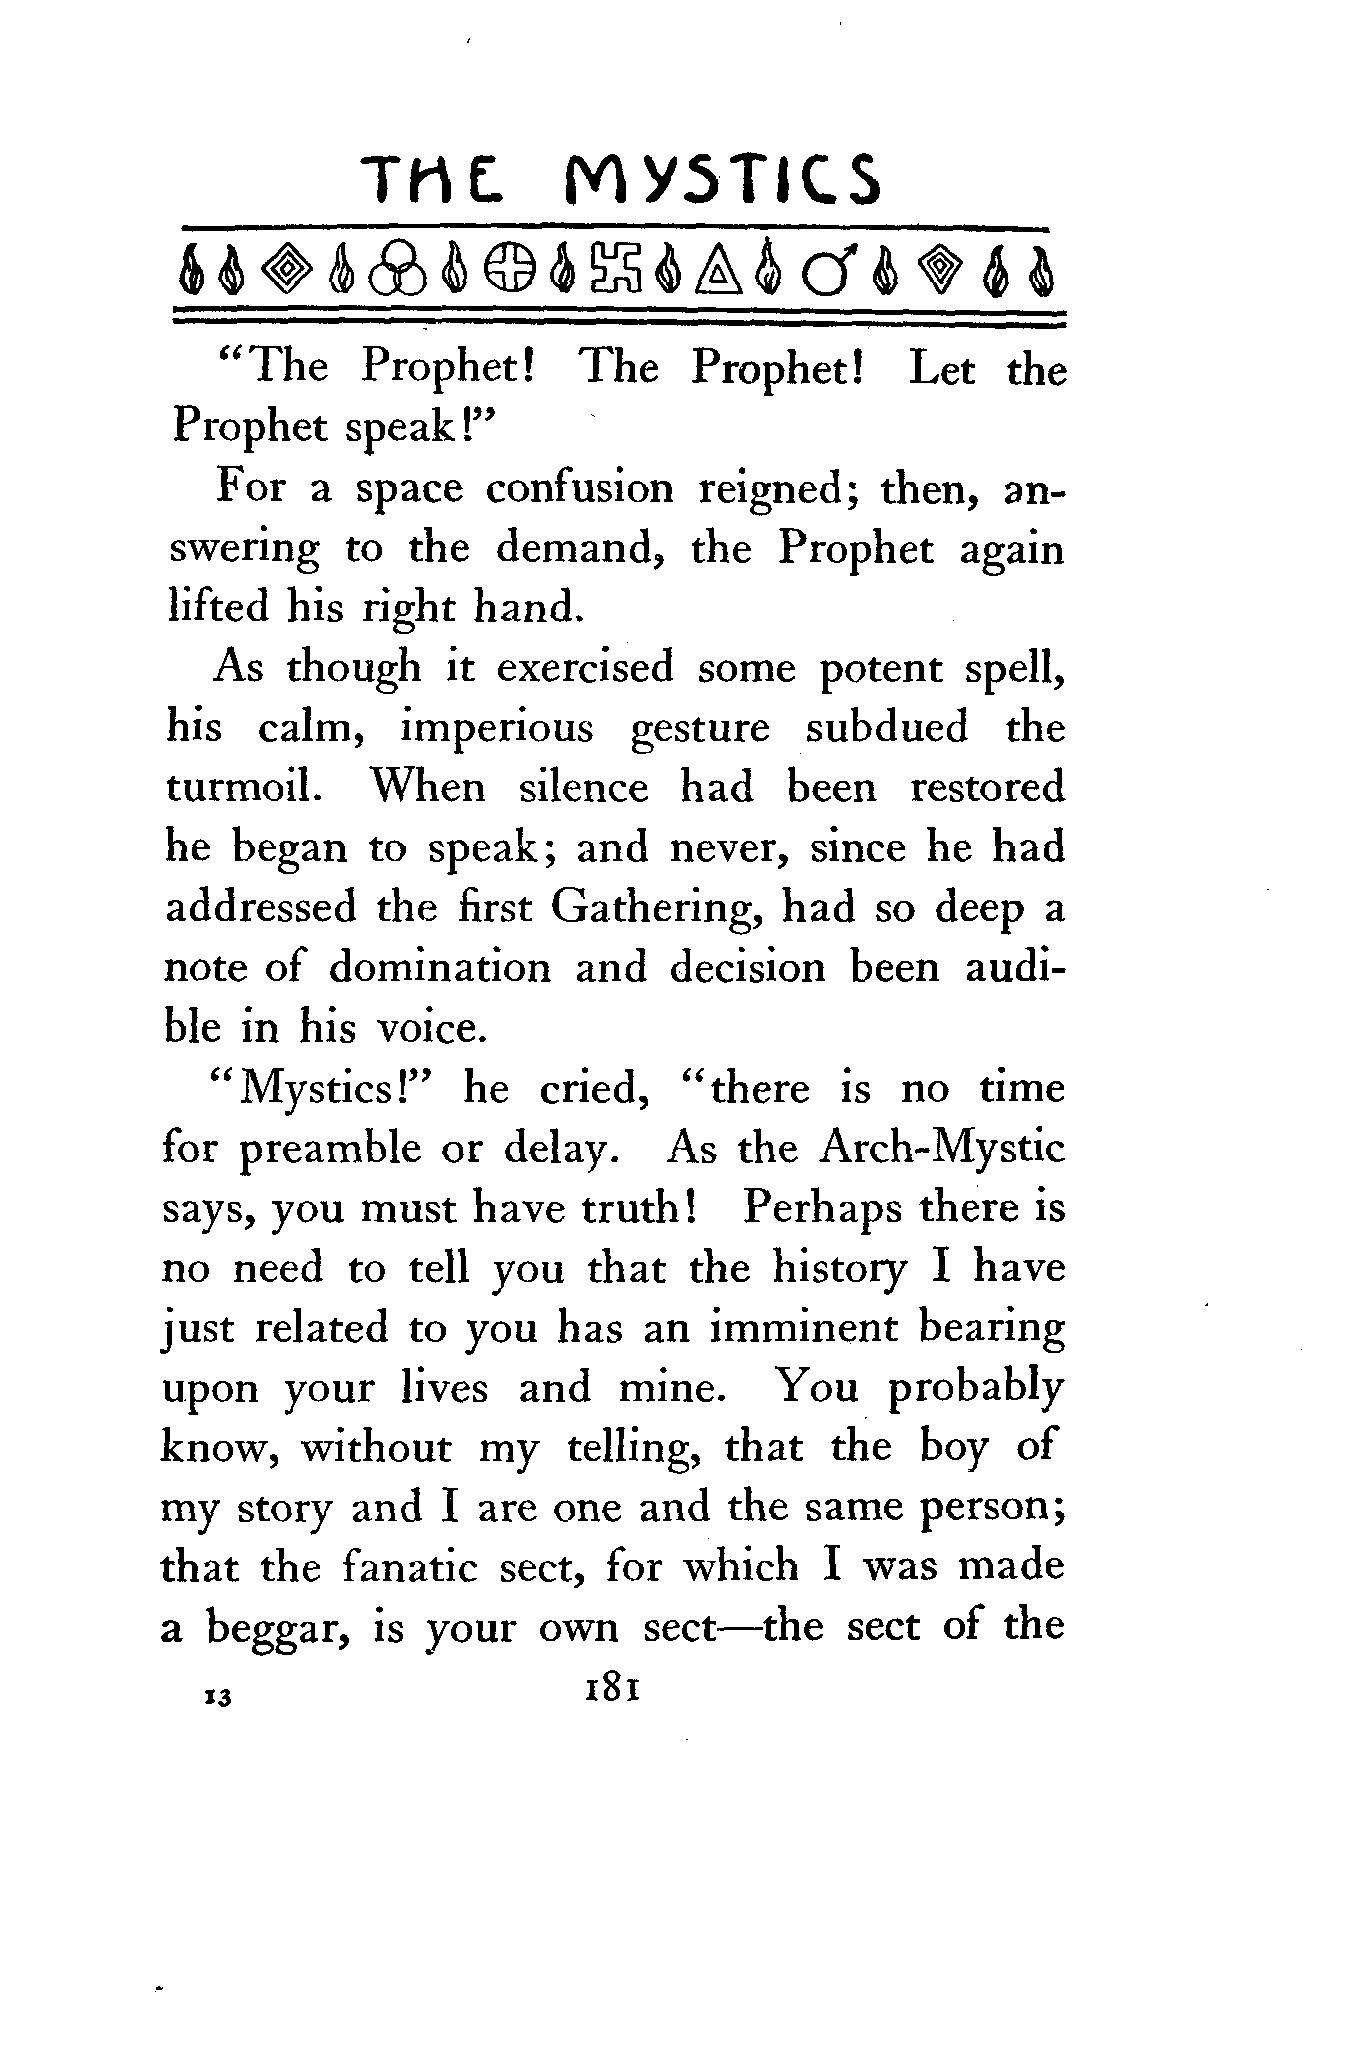 THE MYSTICS
"The Prophet! The Prophet! Let the
Prophet speak!"
For a space confusion reigned; then, an-
swering to the demand, the Prophet again
lifted his right hand.
As though it exercised some potent spell,
his calm, imperious gesture subdued the
turmoil. When silence had been restored
he began to speak; and never, since he had
addressed the first Gathering, had so deep a
note of domination and decision been audi-
ble in his voice.
"Mystics!" he cried, "there is no time
for preamble or delay. As the Arch-Mystic
says, you must have truth! Perhaps there is
no need to tell you that the history I have
just related to you has an imminent bearing
upon your lives and mine. You probably
know, without my telling, that the boy of
my story and I are one and the same person;
that the fanatic sect, for which I was made
a beggar, is your own sect—the sect of the
13 181